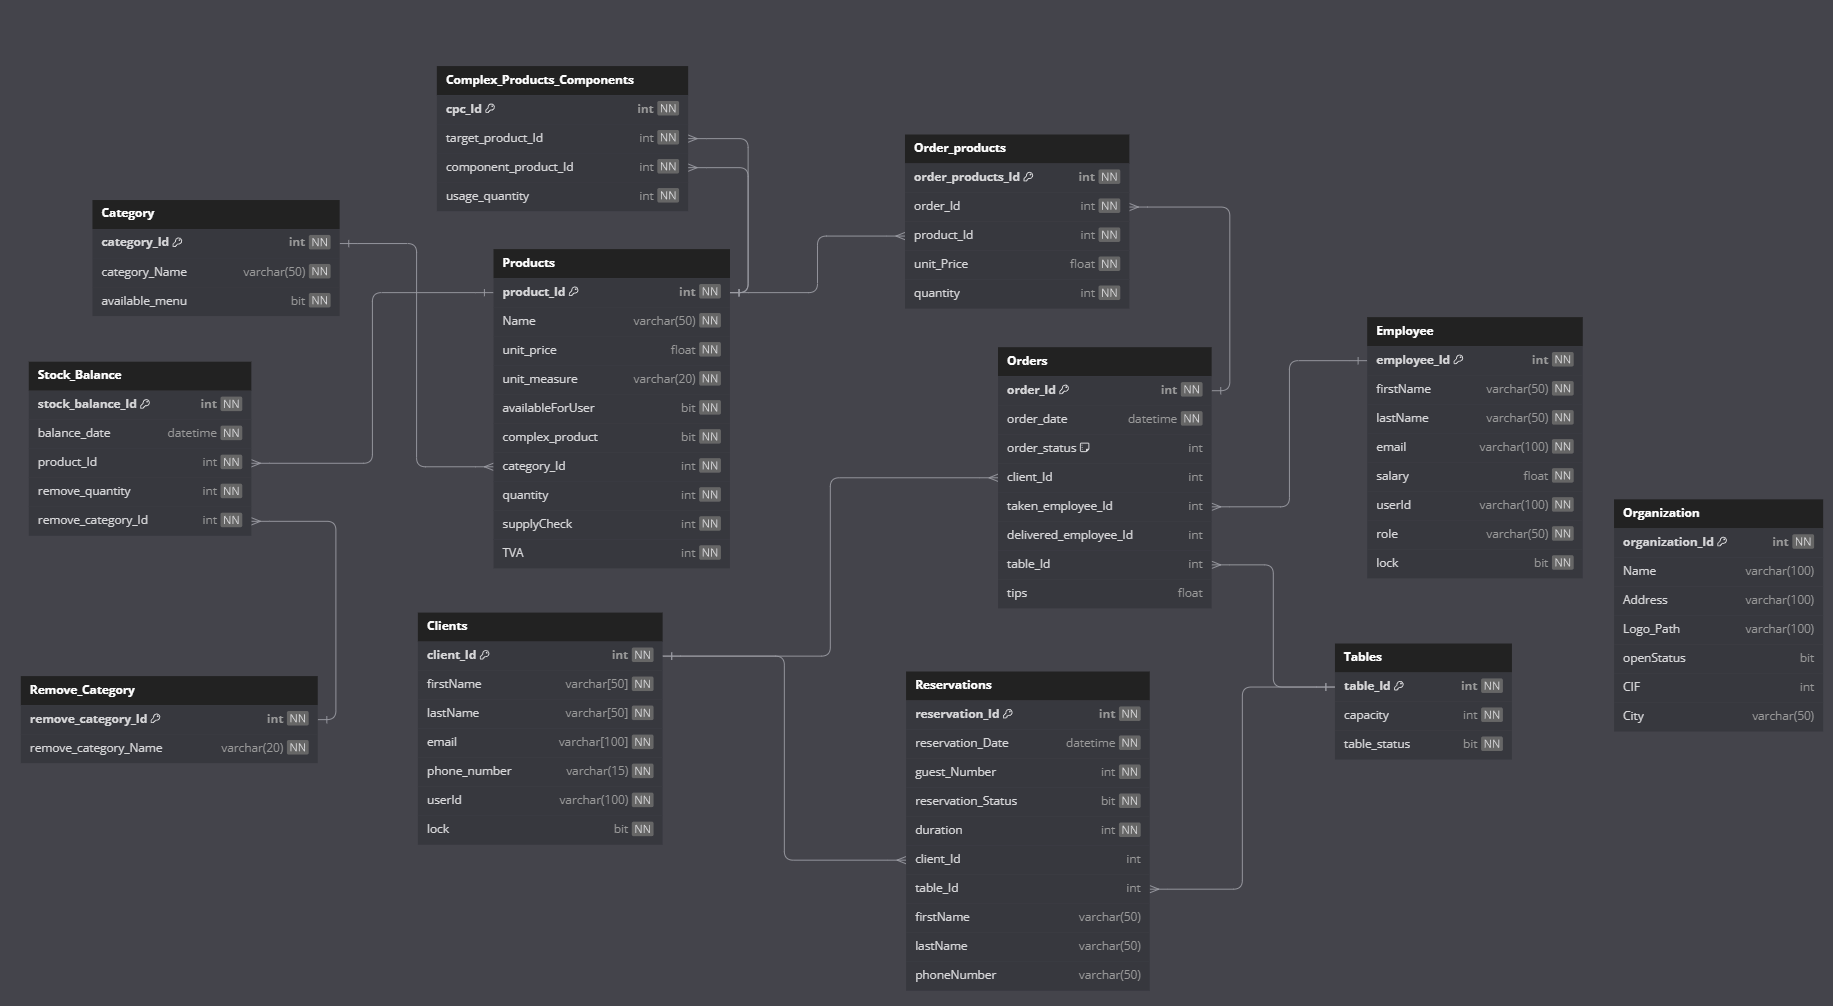 Complex_Products_Components
cpc_Id int NN
target_product_Id int NN
component_product_Id int NN
usage_quantity int NN
Order_products
order_products_Id int NN
order_Id int NN
product_Id int NN
unit_Price float NN
quantity int NN
Category
category_Id int NN
category_Name varchar(50) NN
available_menu bit NN
Products
product_Id int NN
Name varchar(50) NN
unit_price float NN
unit_measure varchar(20) NN
availableForUser bit NN
complex_product bit NN
category_Id int NN
quantity int NN
supplyCheck int NN
TVA int NN
Employee
employee_Id int NN
firstName varchar(50) NN
lastName varchar(50) NN
email varchar(100) NN
salary float NN
userId varchar(100) NN
role varchar(50) NN
lock bit NN
Orders
order_Id int NN
order_date datetime NN
order_status int
client_Id int
taken_employee_Id int
delivered_employee_Id int
table_Id int
tips float
Stock_Balance
stock_balance_Id int NN
balance_date datetime NN
product_Id int NN
remove_quantity int NN
remove_category_Id int NN
Organization
organization_Id int NN
Name varchar(100)
Address varchar(100)
Logo_Path varchar(100)
openStatus bit
CIF int
City varchar(50)
Clients
client_Id int NN
firstName varchar[50] NN
lastName varchar[50] NN
email varchar[100] NN
phone_number varchar(15) NN
userId varchar(100) NN
lock bit NN
Tables
table_Id int NN
capacity int NN
table_status bit NN
Reservations
reservation_Id int NN
reservation_Date datetime NN
guest_Number int NN
reservation_Status bit NN
duration int NN
client_Id int
table_Id int
firstName varchar(50)
lastName varchar(50)
phoneNumber varchar(50)
Remove_Category
remove_category_Id int NN
remove_category_Name varchar(20) NN